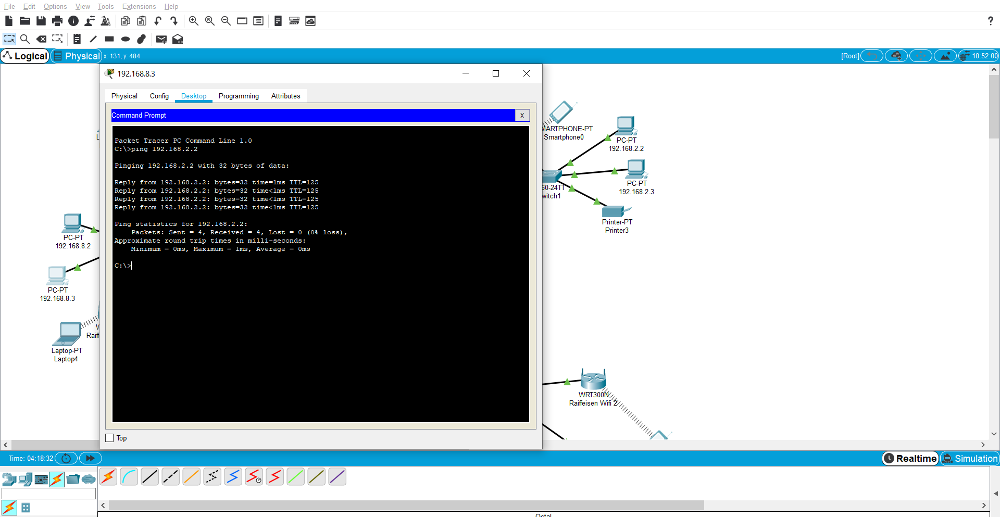 File Edit Options View Tools Extensions Help
?
Logical Physical x: 131, y: 484 [Root] 10:52:00
192.168.8.3
Physical Config Desktop Programming Attributes
Command Prompt X
Packet Tracer PC Command Line 1.0
C:\>ping 192.168.2.2
Pinging 192.168.2.2 with 32 bytes of data:
Reply from 192.168.2.2: bytes=32 time=1ms TTL=125
Reply from 192.168.2.2: bytes=32 time<1ms TTL=125
Reply from 192.168.2.2: bytes=32 time<1ms TTL=125
Reply from 192.168.2.2: bytes=32 time<1ms TTL=125
Ping statistics for 192.168.2.2:
Packets: Sent = 4, Received = 4, Lost = 0 (0% loss),
Approximate round trip times in milli-seconds:
Minimum = 0ms, Maximum = 1ms, Average = 0ms
C:\>
Top
PC-PT
192.168.8.2
PC-PT
192.168.8.3
Raiff
Laptop-PT
Laptop4
MARTPHONE-PT
Smartphone0
PC-PT
192.168.2.2
PC-PT
192.168.2.3
60-24TT
witch1
Printer-PT
Printer3
WRT300N
Raiffeisen Wifi 2
Time: 04:18:32 Realtime Simulation